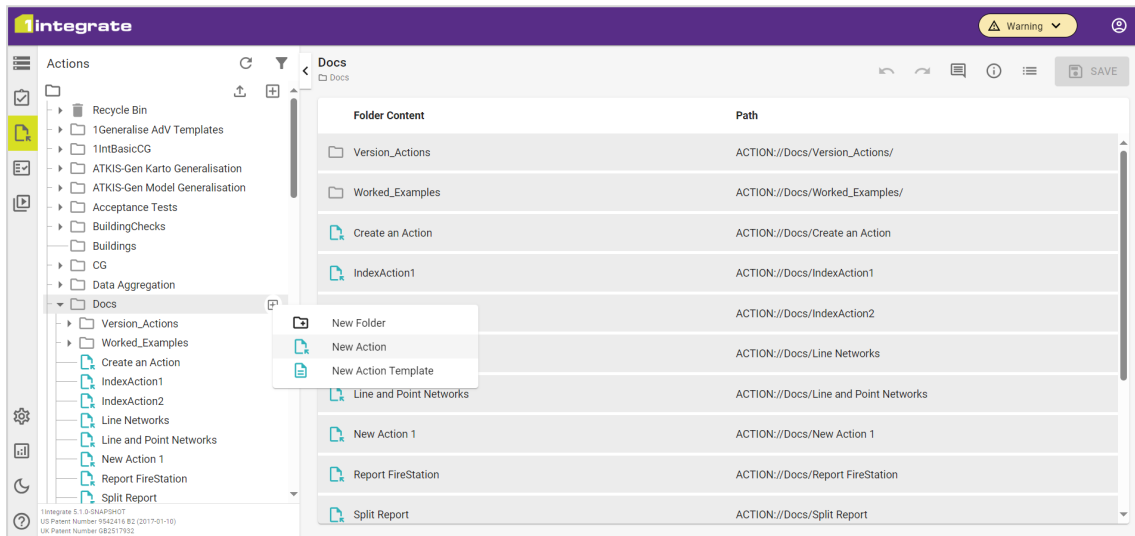 1integrate
Warning
Actions
Docs
Docs
SAVE
Recycle Bin
1Generalise AdV Templates
1IntBasicCG
ATKIS-Gen Karto Generalisation
ATKIS-Gen Model Generalisation
Acceptance Tests
BuildingChecks
Buildings
CG
Data Aggregation
Docs
Version_Actions
Worked_Examples
Create an Action
IndexAction1
IndexAction2
Line Networks
Line and Point Networks
New Action 1
Report FireStation
Split Report
1Integrate 5.1.0-SNAPSHOT
US Patent Number 9542416 B2 (2017-01-10)
UK Patent Number GB2517932
New Folder
New Action
New Action Template
Folder Content Path
Version_Actions ACTION://Docs/Version_Actions/
Worked_Examples ACTION://Docs/Worked_Examples/
Create an Action ACTION://Docs/Create an Action
IndexAction1 ACTION://Docs/IndexAction1
ACTION://Docs/IndexAction2
ACTION://Docs/Line Networks
Line and Point Networks ACTION://Docs/Line and Point Networks
New Action 1 ACTION://Docs/New Action 1
Report FireStation ACTION://Docs/Report FireStation
Split Report ACTION://Docs/Split Report